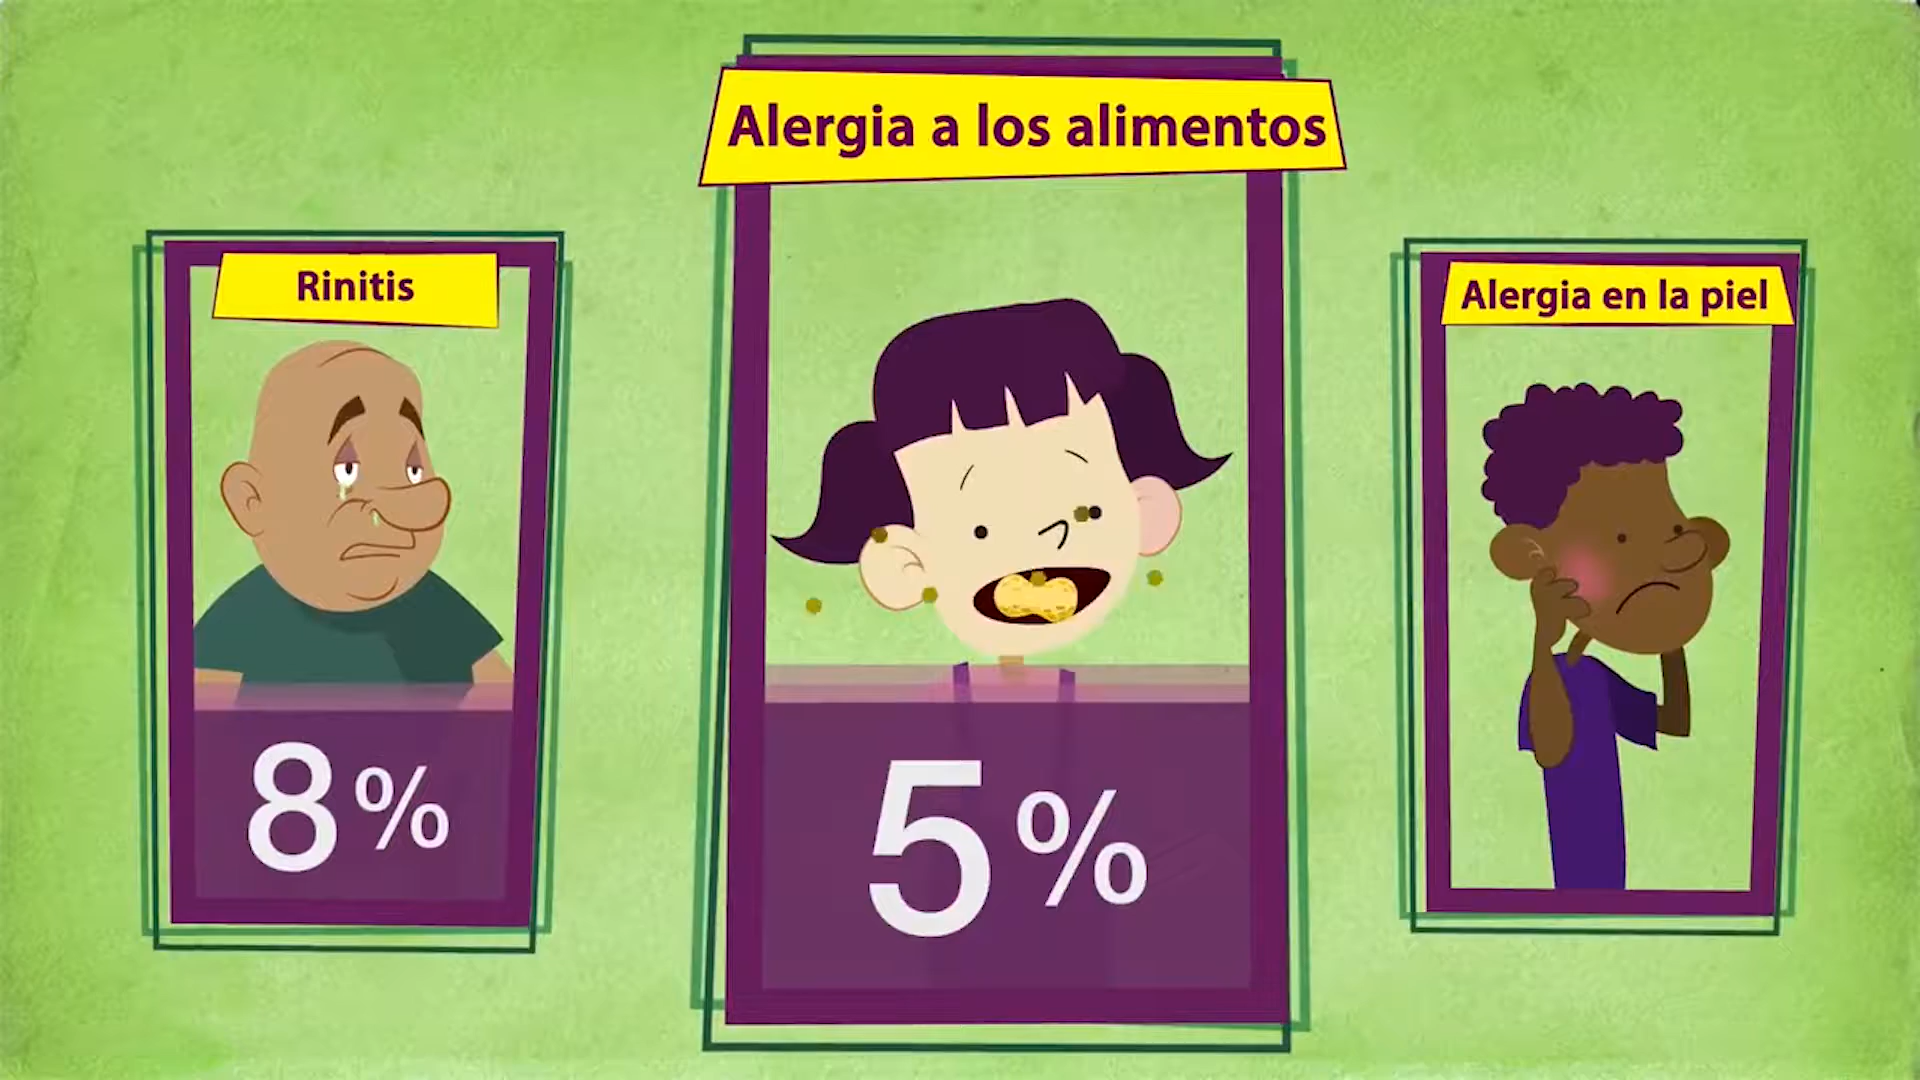 Rinitis
8%
Alergia a los alimentos
5%
Alergia en la piel